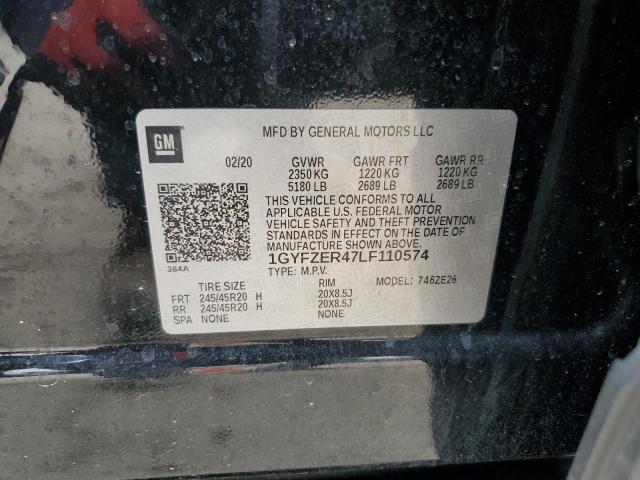 GM
MFD BY GENERAL MOTORS LLC
02/20 GVWR GAWR FRT GAWR RR
2350 KG 1220 KG 1220 KG
5180 LB 2689 LB 2689 LB
THIS VEHICLE CONFORMS TO ALL
APPLICABLE U.S. FEDERAL MOTOR
VEHICLE SAFETY AND THEFT PREVENTION
STANDARDS IN EFFECT ON THE DATE OF
MANUFACTURE SHOWN ABOVE.
1GYFZER47LF110574
384A TYPE: M.P.V.
TIRE SIZE RIM MODEL: 746ZE26
FRT 245/45R20 H 20X8.5J
RR 245/45R20 H 20X8.5J
SPA NONE NONE